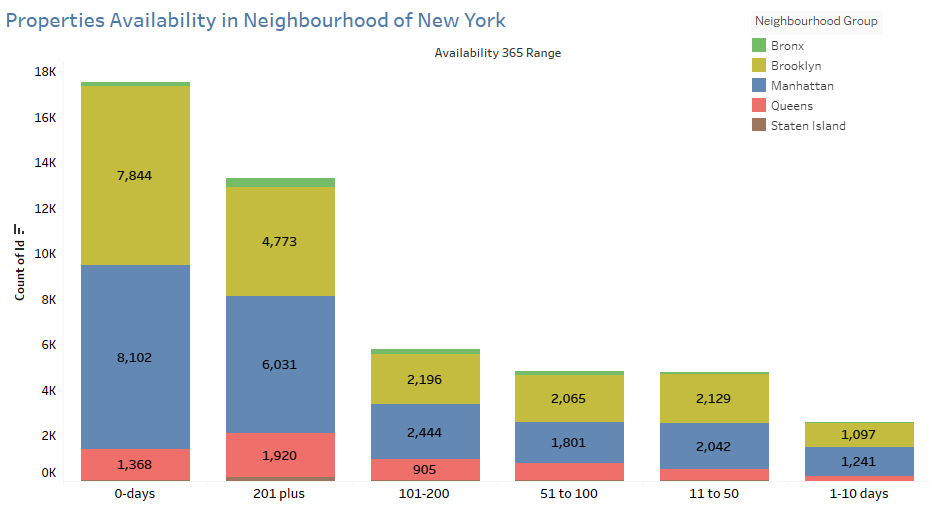 Properties Availability in Neighbourhood of New York
Availability 365 Range
Neighbourhood Group
Bronx
Brooklyn
Manhattan
Queens
Staten Island
Count of Id
18K
16K
14K
12K
10K
8K
6K
4K
2K
0K
7,844
8,102
1,368
4,773
6,031
1,920
2,196
2,444
905
2,065
1,801
2,129
2,042
1,097
1,241
0-days
201 plus
101-200
51 to 100
11 to 50
1-10 days